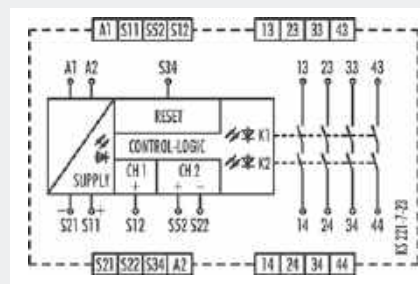 A1 S11 S52 S12 13 23 33 43
A1 A2 S34 13 23 33 43
RESET
CONTROL-LOGIC
K1
K2
CH 1 CH 2
SUPPLY
+ + −
− +
S21 S11 S12 S52 S22 14 24 34 44
KS 221-7-23
S21 S22 S34 A2 14 24 34 44